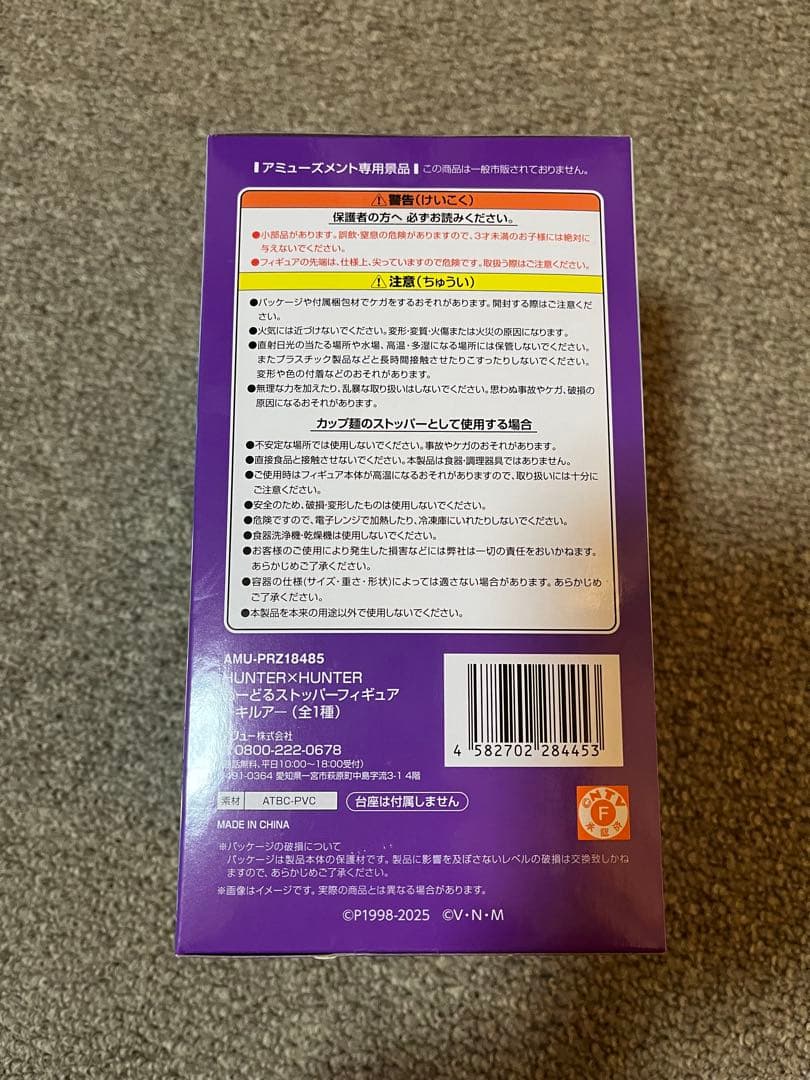 アミューズメント専用景品 この商品は一般市販されておりません。
⚠警告(けいこく)
保護者の方へ 必ずお読みください。
●小部品があります。誤飲・窒息の危険がありますので、3才未満のお子様には絶対に
与えないでください。
●フィギュアの先端は、仕様上、尖っていますので危険です。取扱う際はご注意ください。
⚠注意(ちゅうい)
●パッケージや付属梱包材でケガをするおそれがあります。開封する際はご注意くだ
さい。
●火気には近づけないでください。変形・変質・火傷または火災の原因になります。
●直射日光の当たる場所や水場、高温・多湿になる場所には保管しないでください。
またプラスチック製品などと長時間接触させたりこすったりしないでください。
変形や色の付着などのおそれがあります。
●無理な力を加えたり、乱暴な取り扱いはしないでください。思わぬ事故やケガ、破損の
原因になるおそれがあります。
カップ麺のストッパーとして使用する場合
●不安定な場所では使用しないでください。事故やケガのおそれがあります。
●直接食品と接触させないでください。本製品は食器・調理器具ではありません。
●ご使用時はフィギュア本体が高温になるおそれがありますので、取り扱いには十分に
ご注意ください。
●安全のため、破損・変形したものは使用しないでください。
●危険ですので、電子レンジで加熱したり、冷凍庫にいれたりしないでください。
●食器洗浄機・乾燥機は使用しないでください。
●お客様のご使用により発生した損害などには弊社は一切の責任をおいかねます。
あらかじめご了承ください。
●容器の仕様(サイズ・重さ・形状)によっては適さない場合があります。あらかじめ
ご了承ください。
●本製品を本来の用途以外で使用しないでください。
AMU-PRZ18485
HUNTER×HUNTER
ーどるストッパーフィギュア
キルアー(全1種)
リュー株式会社
0800-222-0678
話無料、平日10:00~18:00受付)
491-0364 愛知県一宮市萩原町中島字流3-1 4階
4 582702 284453
素材 ATBC-PVC 台座は付属しません
CNTV
F
承認㊞
MADE IN CHINA
※パッケージの破損について
パッケージは製品本体の保護材です。製品に影響を及ぼさないレベルの破損は交換致しかね
ますので、あらかじめご了承ください。
※画像はイメージです。実際の商品とは異なる場合があります。
©P1998-2025 ©V・N・M